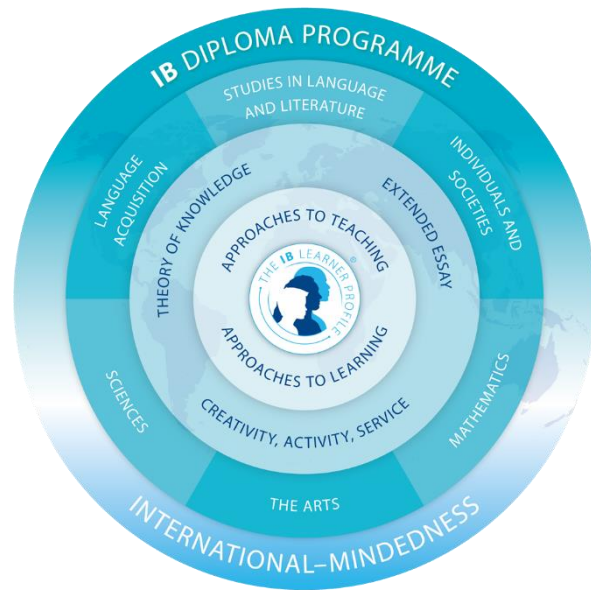 IB DIPLOMA PROGRAMME
STUDIES IN LANGUAGE
AND LITERATURE
LANGUAGE
ACQUISITION
INDIVIDUALS AND
SOCIETIES
THEORY OF KNOWLEDGE
EXTENDED ESSAY
APPROACHES TO TEACHING
THE IB LEARNER PROFILE
®
APPROACHES TO LEARNING
CREATIVITY, ACTIVITY, SERVICE
SCIENCES
MATHEMATICS
THE ARTS
INTERNATIONAL–MINDEDNESS